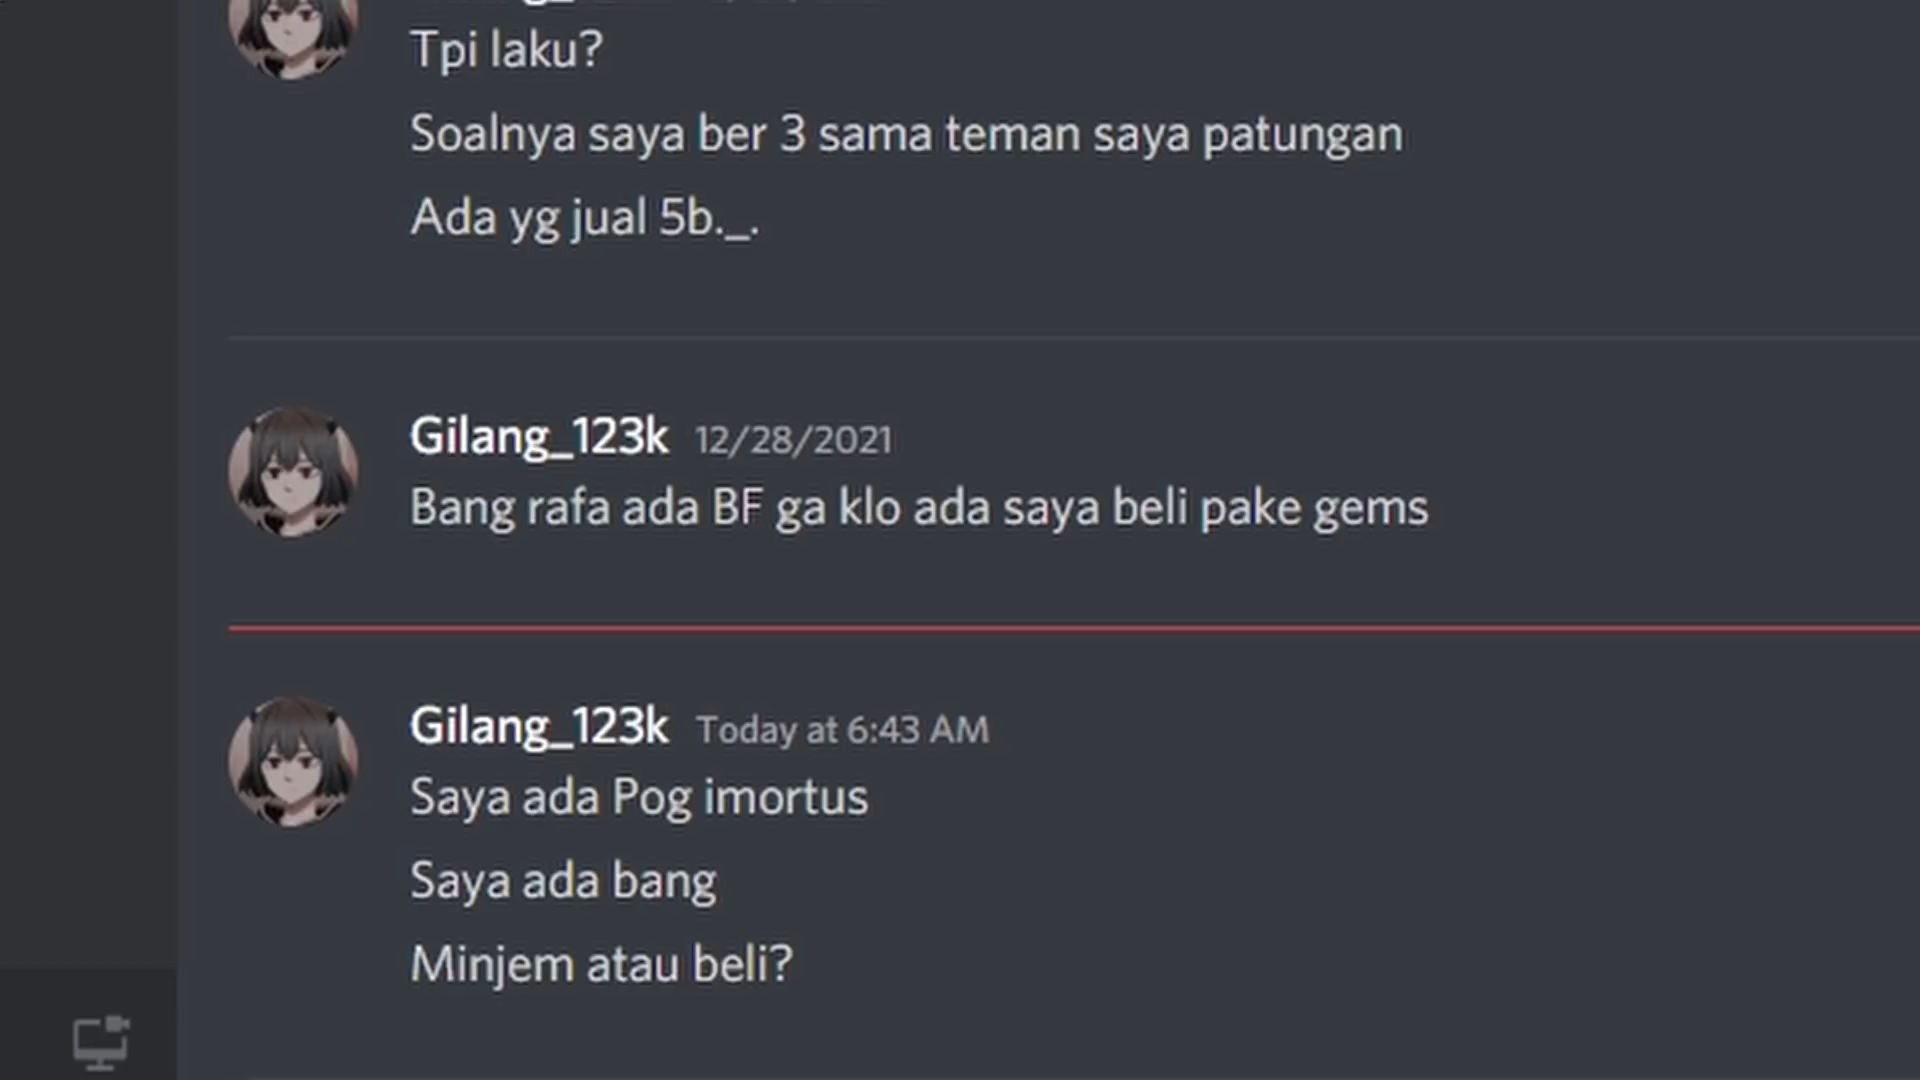 Tpi laku?
Soalnya saya ber 3 sama teman saya patungan
Ada yg jual 5b._.
Gilang_123k 12/28/2021
Bang rafa ada BF ga klo ada saya beli pake gems
Gilang_123k Today at 6:43 AM
Saya ada Pog imortus
Saya ada bang
Minjem atau beli?